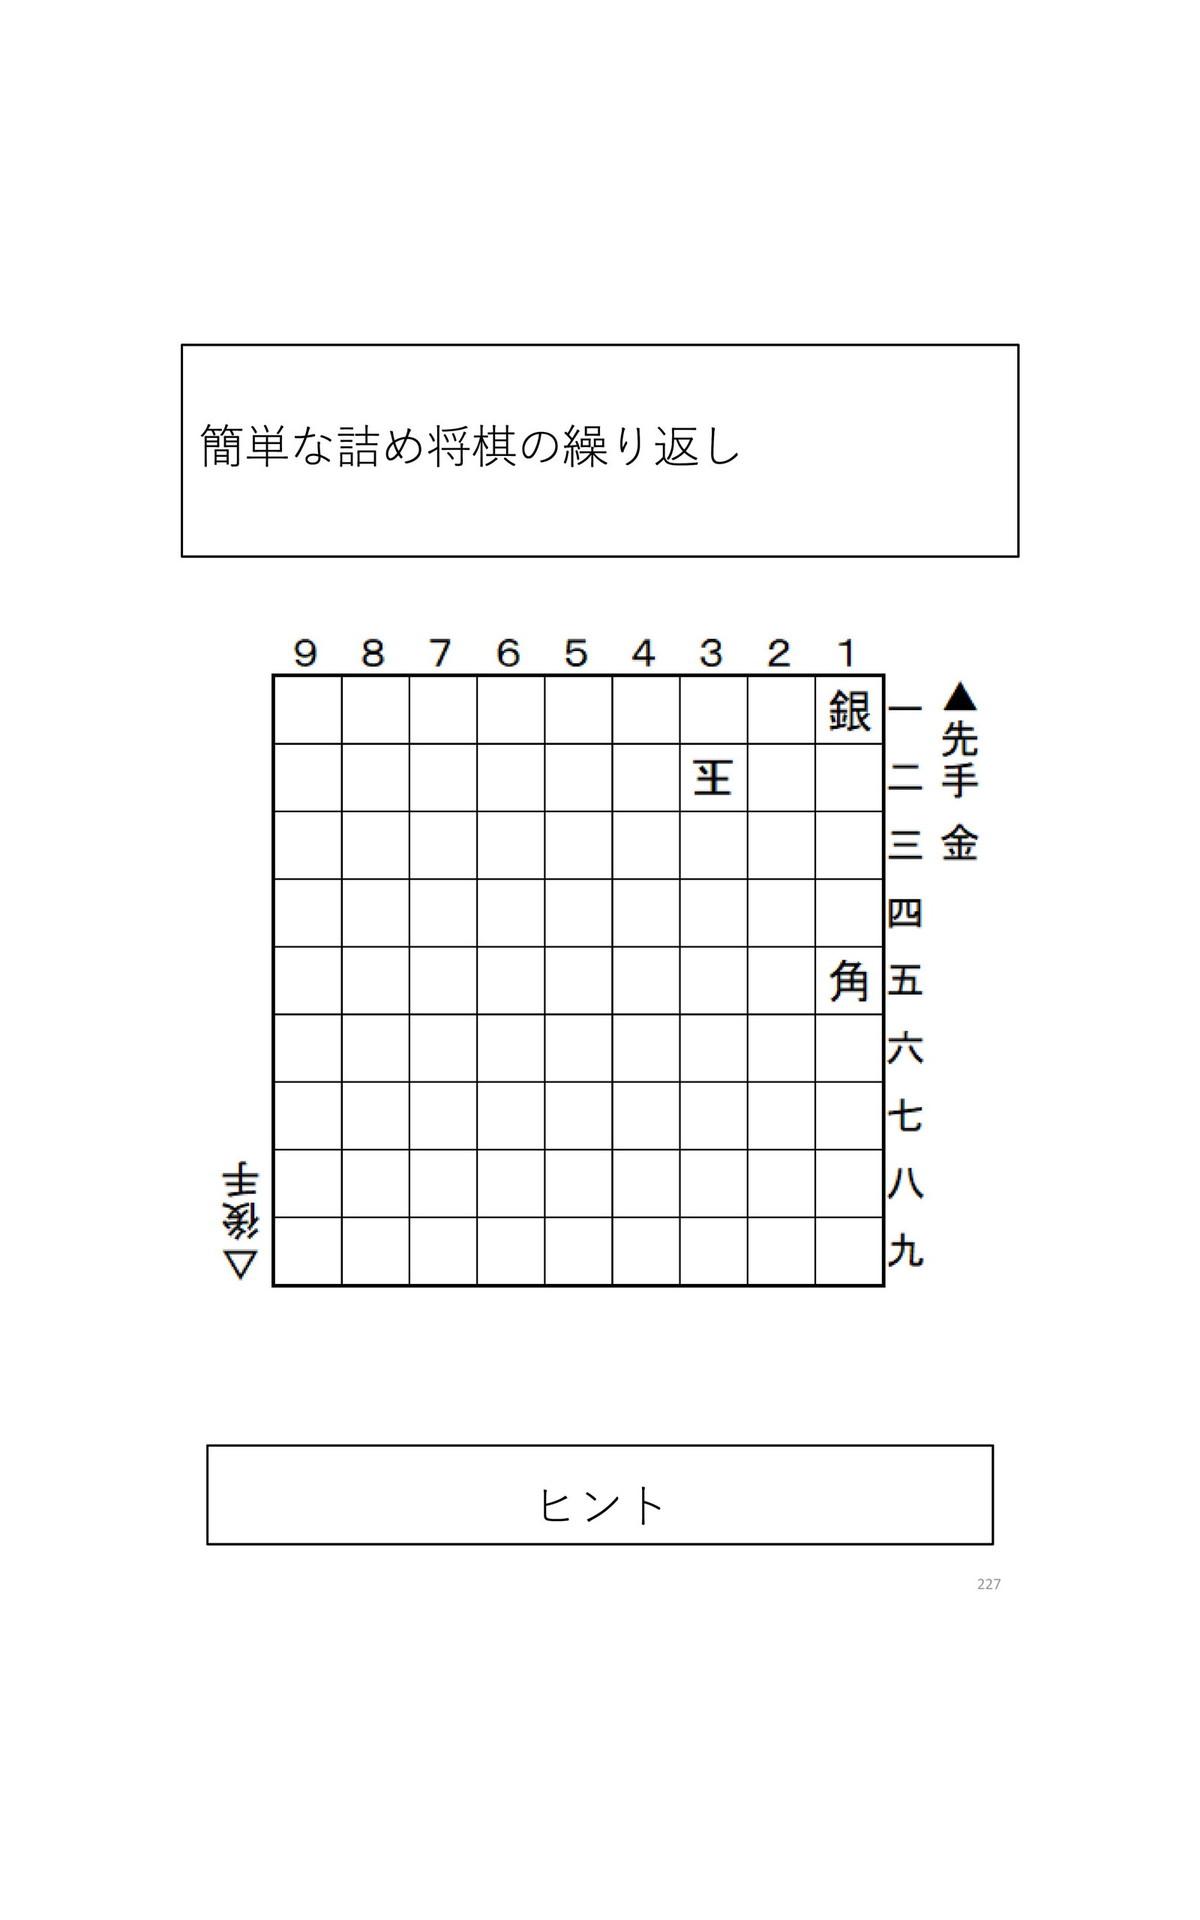 簡単な詰め将棋の繰り返し
9 8 7 6 5 4 3 2 1
銀 一
王 二
三
四
角 五
六
七
八
九
▲先手 金
△後手
ヒント
227